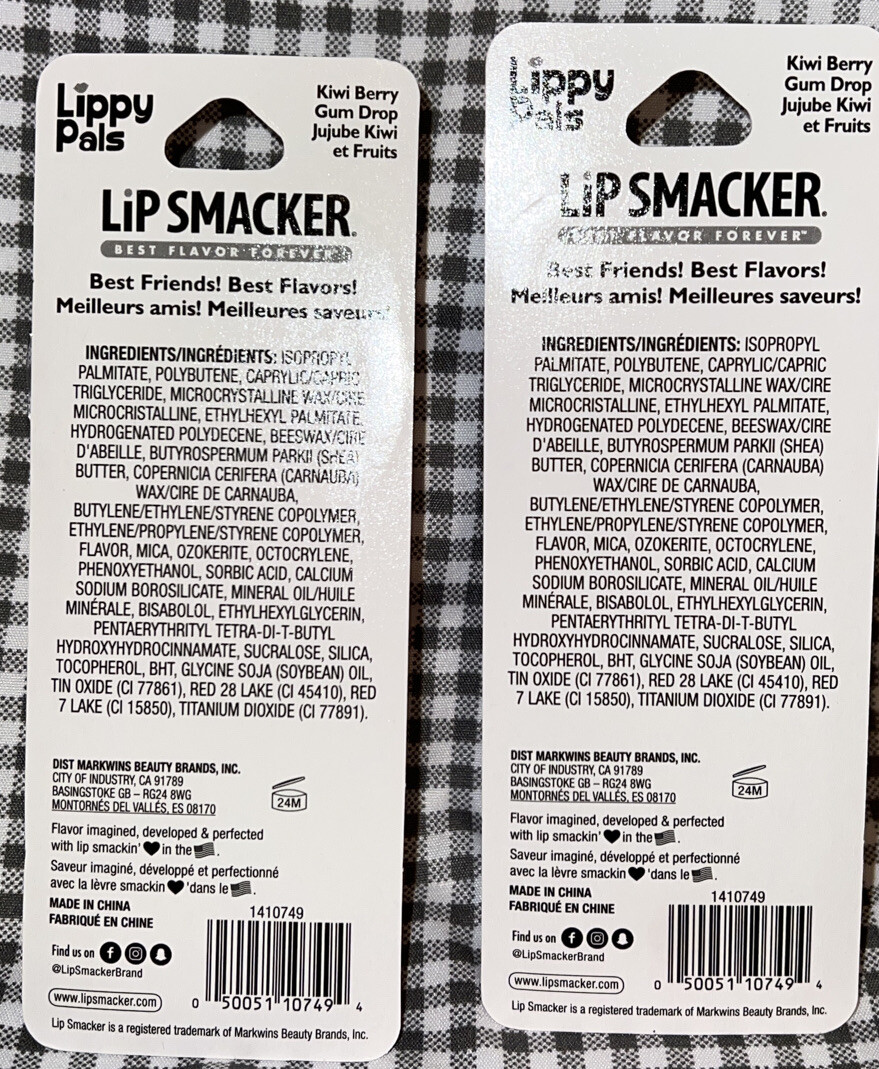 Lippy
Pals
Kiwi Berry
Gum Drop
Jujube Kiwi
et Fruits
LiP SMACKER.
BEST FLAVOR FOREVER™
Best Friends! Best Flavors!
Meilleurs amis! Meilleures saveurs!
INGREDIENTS/INGRÉDIENTS: ISOPROPYL
PALMITATE, POLYBUTENE, CAPRYLIC/CAPRIC
TRIGLYCERIDE, MICROCRYSTALLINE WAX/CIRE
MICROCRISTALLINE, ETHYLHEXYL PALMITATE,
HYDROGENATED POLYDECENE, BEESWAX/CIRE
D'ABEILLE, BUTYROSPERMUM PARKII (SHEA)
BUTTER, COPERNICIA CERIFERA (CARNAUBA)
WAX/CIRE DE CARNAUBA,
BUTYLENE/ETHYLENE/STYRENE COPOLYMER,
ETHYLENE/PROPYLENE/STYRENE COPOLYMER,
FLAVOR, MICA, OZOKERITE, OCTOCRYLENE,
PHENOXYETHANOL, SORBIC ACID, CALCIUM
SODIUM BOROSILICATE, MINERAL OIL/HUILE
MINÉRALE, BISABOLOL, ETHYLHEXYLGLYCERIN,
PENTAERYTHRITYL TETRA-DI-T-BUTYL
HYDROXYHYDROCINNAMATE, SUCRALOSE, SILICA,
TOCOPHEROL, BHT, GLYCINE SOJA (SOYBEAN) OIL,
TIN OXIDE (CI 77861), RED 28 LAKE (CI 45410), RED
7 LAKE (CI 15850), TITANIUM DIOXIDE (CI 77891).
DIST MARKWINS BEAUTY BRANDS, INC.
CITY OF INDUSTRY, CA 91789
BASINGSTOKE GB – RG24 8WG
MONTORNÉS DEL VALLÉS, ES 08170
24M
Flavor imagined, developed & perfected
with lip smackin' ♥ in the .
Saveur imaginé, développé et perfectionné
avec la lèvre smackin ♥ 'dans le .
MADE IN CHINA
FABRIQUÉ EN CHINE
1410749
Find us on
@LipSmackerBrand
www.lipsmacker.com
0 50051 10749 4
Lip Smacker is a registered trademark of Markwins Beauty Brands, Inc.
Lippy
Pals
Kiwi Berry
Gum Drop
Jujube Kiwi
et Fruits
LiP SMACKER.
BEST FLAVOR FOREVER™
Best Friends! Best Flavors!
Meilleurs amis! Meilleures saveurs!
INGREDIENTS/INGRÉDIENTS: ISOPROPYL
PALMITATE, POLYBUTENE, CAPRYLIC/CAPRIC
TRIGLYCERIDE, MICROCRYSTALLINE WAX/CIRE
MICROCRISTALLINE, ETHYLHEXYL PALMITATE,
HYDROGENATED POLYDECENE, BEESWAX/CIRE
D'ABEILLE, BUTYROSPERMUM PARKII (SHEA)
BUTTER, COPERNICIA CERIFERA (CARNAUBA)
WAX/CIRE DE CARNAUBA,
BUTYLENE/ETHYLENE/STYRENE COPOLYMER,
ETHYLENE/PROPYLENE/STYRENE COPOLYMER,
FLAVOR, MICA, OZOKERITE, OCTOCRYLENE,
PHENOXYETHANOL, SORBIC ACID, CALCIUM
SODIUM BOROSILICATE, MINERAL OIL/HUILE
MINÉRALE, BISABOLOL, ETHYLHEXYLGLYCERIN,
PENTAERYTHRITYL TETRA-DI-T-BUTYL
HYDROXYHYDROCINNAMATE, SUCRALOSE, SILICA,
TOCOPHEROL, BHT, GLYCINE SOJA (SOYBEAN) OIL,
TIN OXIDE (CI 77861), RED 28 LAKE (CI 45410), RED
7 LAKE (CI 15850), TITANIUM DIOXIDE (CI 77891).
DIST MARKWINS BEAUTY BRANDS, INC.
CITY OF INDUSTRY, CA 91789
BASINGSTOKE GB – RG24 8WG
MONTORNÉS DEL VALLÉS, ES 08170
24M
Flavor imagined, developed & perfected
with lip smackin' ♥ in the .
Saveur imaginé, développé et perfectionné
avec la lèvre smackin ♥ 'dans le .
MADE IN CHINA
FABRIQUÉ EN CHINE
1410749
Find us on
@LipSmackerBrand
www.lipsmacker.com
0 50051 10749 4
Lip Smacker is a registered trademark of Markwins Beauty Brands, Inc.